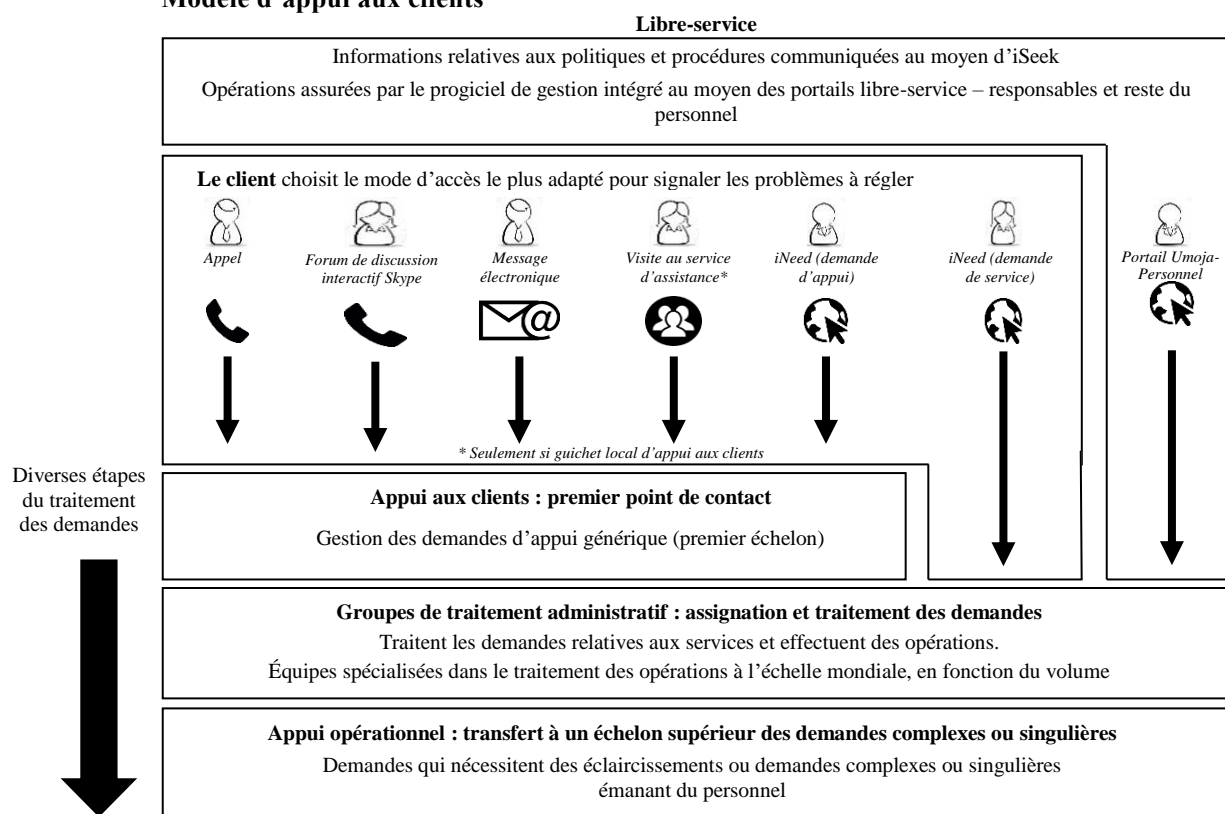 Modèle d'appui aux clients
Libre-service
Informations relatives aux politiques et procédures communiquées au moyen d'iSeek
Opérations assurées par le progiciel de gestion intégré au moyen des portails libre-service – responsables et reste du
personnel
Le client choisit le mode d'accès le plus adapté pour signaler les problèmes à régler
Appel
Forum de discussion
interactif Skype
Message
électronique
Visite au service
d'assistance*
iNeed (demande
d'appui)
iNeed (demande
de service)
Portail Umoja-
Personnel
* Seulement si guichet local d'appui aux clients
Diverses étapes
du traitement
des demandes
Appui aux clients : premier point de contact
Gestion des demandes d'appui générique (premier échelon)
Groupes de traitement administratif : assignation et traitement des demandes
Traitent les demandes relatives aux services et effectuent des opérations.
Équipes spécialisées dans le traitement des opérations à l'échelle mondiale, en fonction du volume
Appui opérationnel : transfert à un échelon supérieur des demandes complexes ou singulières
Demandes qui nécessitent des éclaircissements ou demandes complexes ou singulières
émanant du personnel